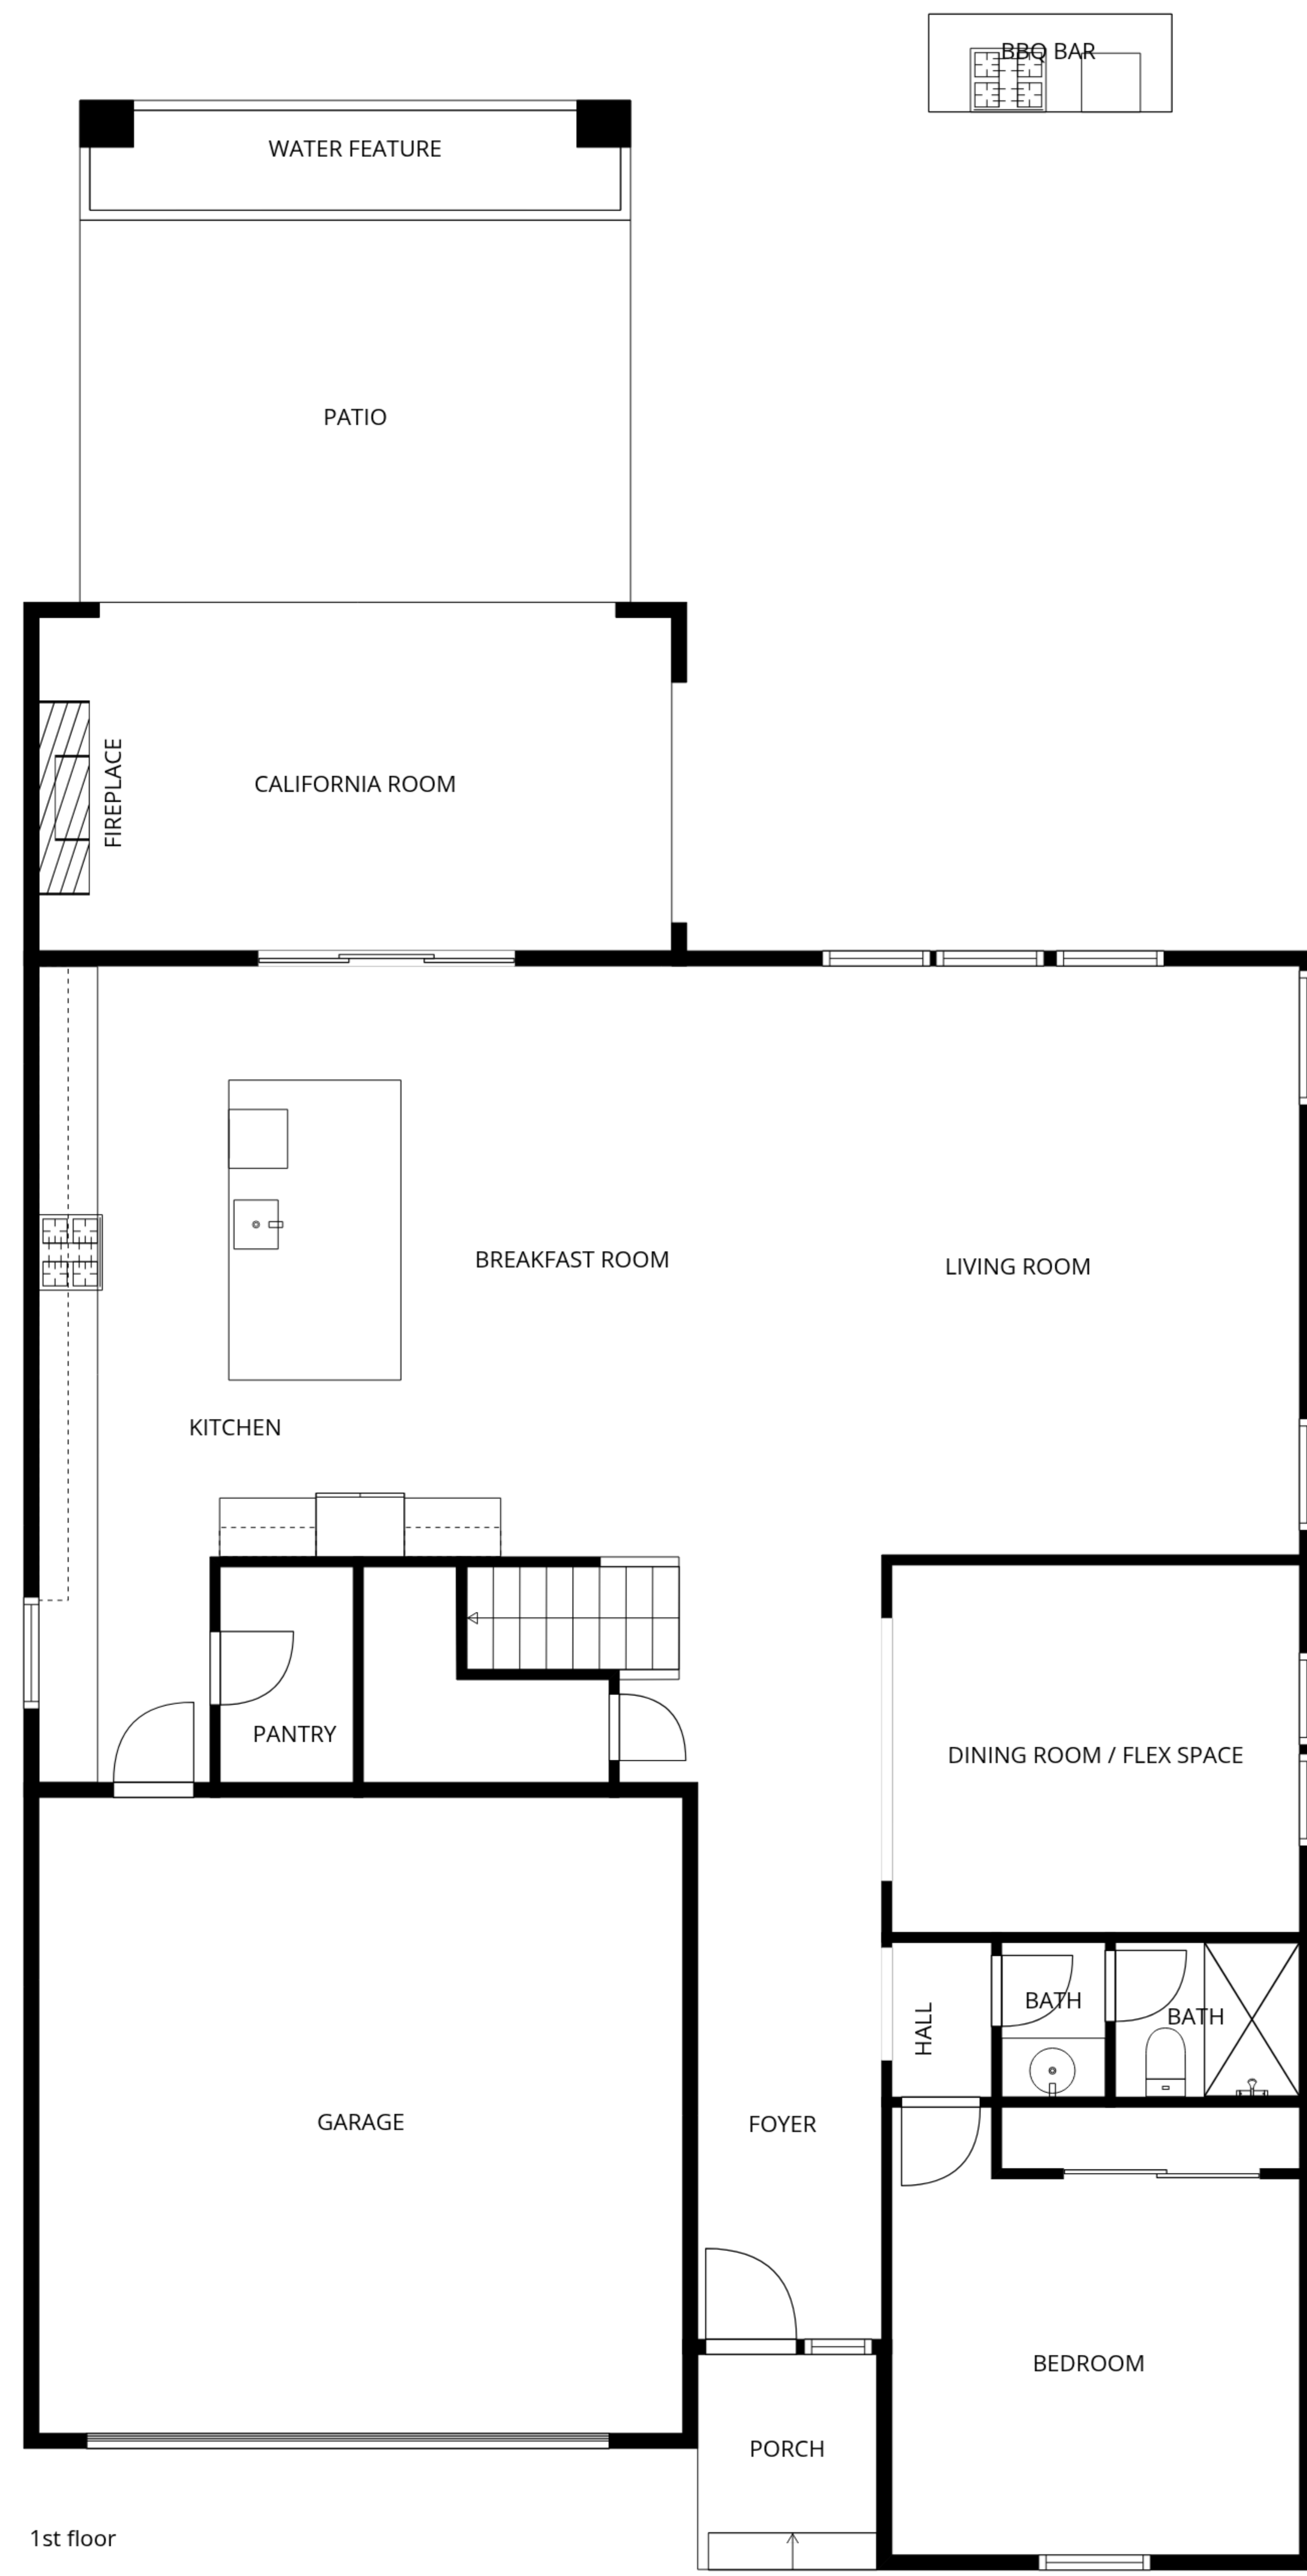 BBQ BAR
WATER FEATURE
PATIO
FIREPLACE
CALIFORNIA ROOM
BREAKFAST ROOM
LIVING ROOM
KITCHEN
PANTRY
DINING ROOM / FLEX SPACE
HALL
BATH
BATH
GARAGE
FOYER
BEDROOM
PORCH
1st floor